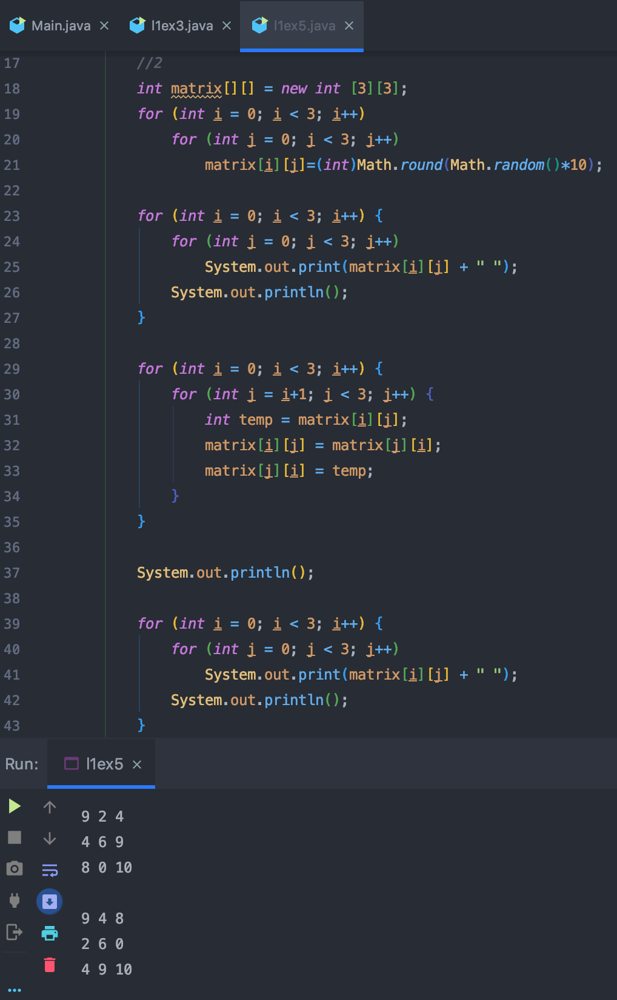 Main.java × l1ex3.java × l1ex5.java ×
17 //2
18 int matrix[][] = new int [3][3];
19 for (int i = 0; i < 3; i++)
20 for (int j = 0; j < 3; j++)
21 matrix[i][j]=(int)Math.round(Math.random()*10);
22
23 for (int i = 0; i < 3; i++) {
24 for (int j = 0; j < 3; j++)
25 System.out.print(matrix[i][j] + " ");
26 System.out.println();
27 }
28
29 for (int i = 0; i < 3; i++) {
30 for (int j = i+1; j < 3; j++) {
31 int temp = matrix[i][j];
32 matrix[i][j] = matrix[j][i];
33 matrix[j][i] = temp;
34 }
35 }
36
37 System.out.println();
38
39 for (int i = 0; i < 3; i++) {
40 for (int j = 0; j < 3; j++)
41 System.out.print(matrix[i][j] + " ");
42 System.out.println();
43 }
Run: l1ex5 ×
9 2 4
4 6 9
8 0 10
9 4 8
2 6 0
4 9 10